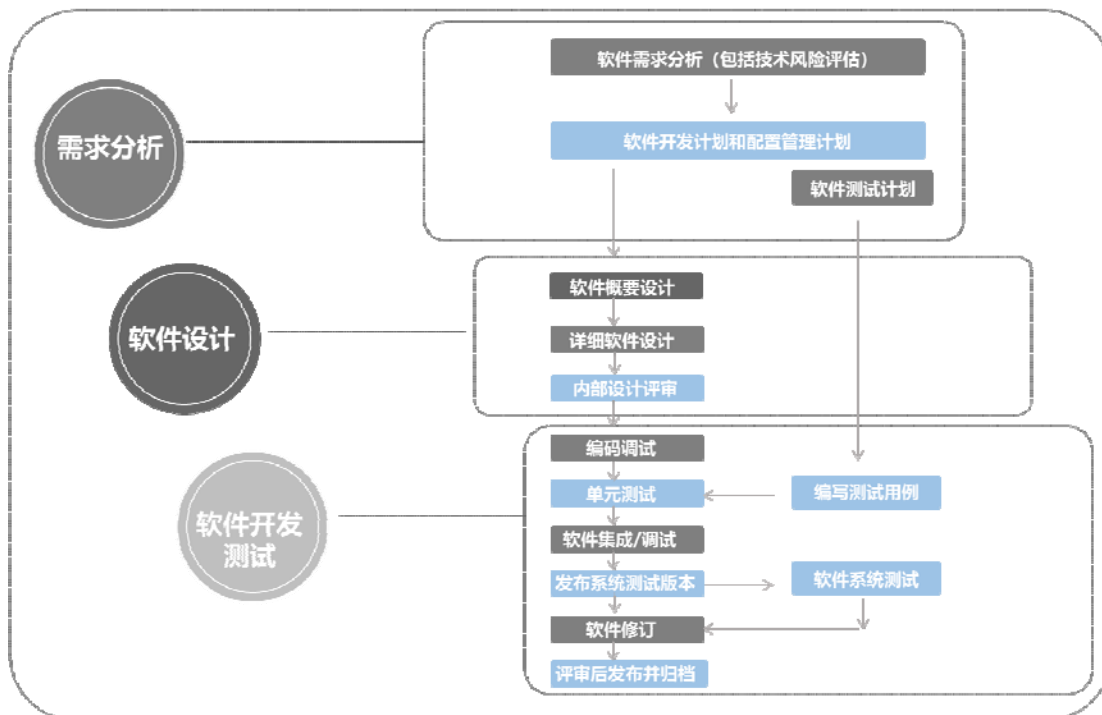 需求分析
软件需求分析（包括技术风险评估）
软件开发计划和配置管理计划
软件测试计划
软件设计
软件概要设计
详细软件设计
内部设计评审
软件开发
测试
编码调试
单元测试
编写测试用例
软件集成/调试
发布系统测试版本
软件系统测试
软件修订
评审后发布并归档